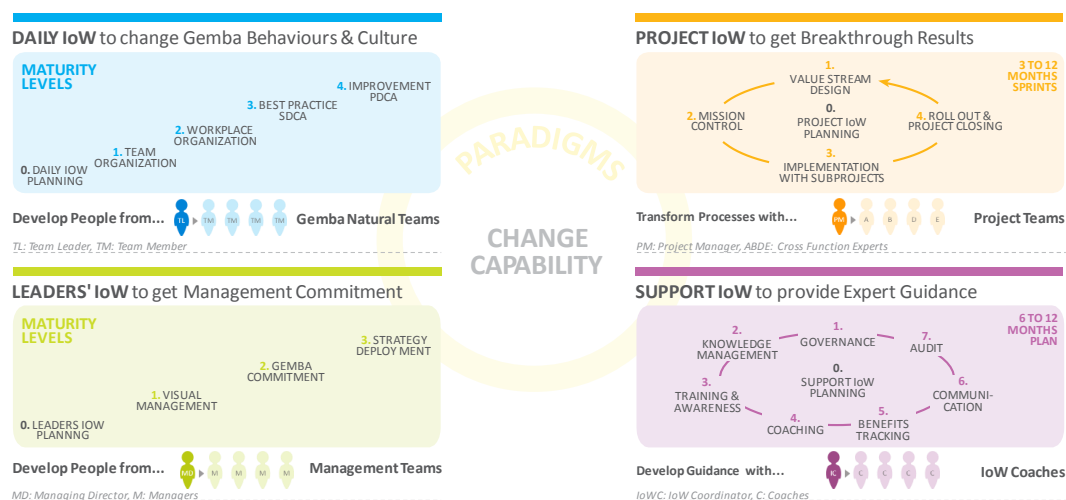 DAILY IoW to change Gemba Behaviours & Culture
MATURITY
LEVELS
4. IMPROVEMENT
PDCA
3. BEST PRACTICE
SDCA
2. WORKPLACE
ORGANIZATION
1. TEAM
ORGANIZATION
0. DAILY IOW
PLANNING
Develop People from...
TL
TM
TM
TM
TM
Gemba Natural Teams
TL: Team Leader, TM: Team Member
PROJECT IoW to get Breakthrough Results
3 TO 12
MONTHS
SPRINTS
1.
VALUE STREAM
DESIGN
2. MISSION
CONTROL
0.
PROJECT IoW
PLANNING
4. ROLL OUT &
PROJECT CLOSING
3.
IMPLEMENTATION
WITH SUBPROJECTS
Transform Processes with...
PM
A
B
D
E
Project Teams
PM: Project Manager, ABDE: Cross Function Experts
PARADIGMS
CHANGE
CAPABILITY
LEADERS' IoW to get Management Commitment
MATURITY
LEVELS
3. STRATEGY
DEPLOY MENT
2. GEMBA
COMMITMENT
1. VISUAL
MANAGEMENT
0. LEADERS IOW
PLANNNG
Develop People from...
MD
M
M
M
M
Management Teams
MD: Managing Director, M: Managers
SUPPORT IoW to provide Expert Guidance
6 TO 12
MONTHS
PLAN
1.
GOVERNANCE
2.
KNOWLEDGE
MANAGEMENT
7.
AUDIT
0.
SUPPORT IoW
PLANNING
3.
TRAINING &
AWARENESS
6.
COMMUNI-
CATION
4.
COACHING
5.
BENEFITS
TRACKING
Develop Guidance with...
IC
C
C
C
C
IoW Coaches
IoWC: IoW Coordinator, C: Coaches